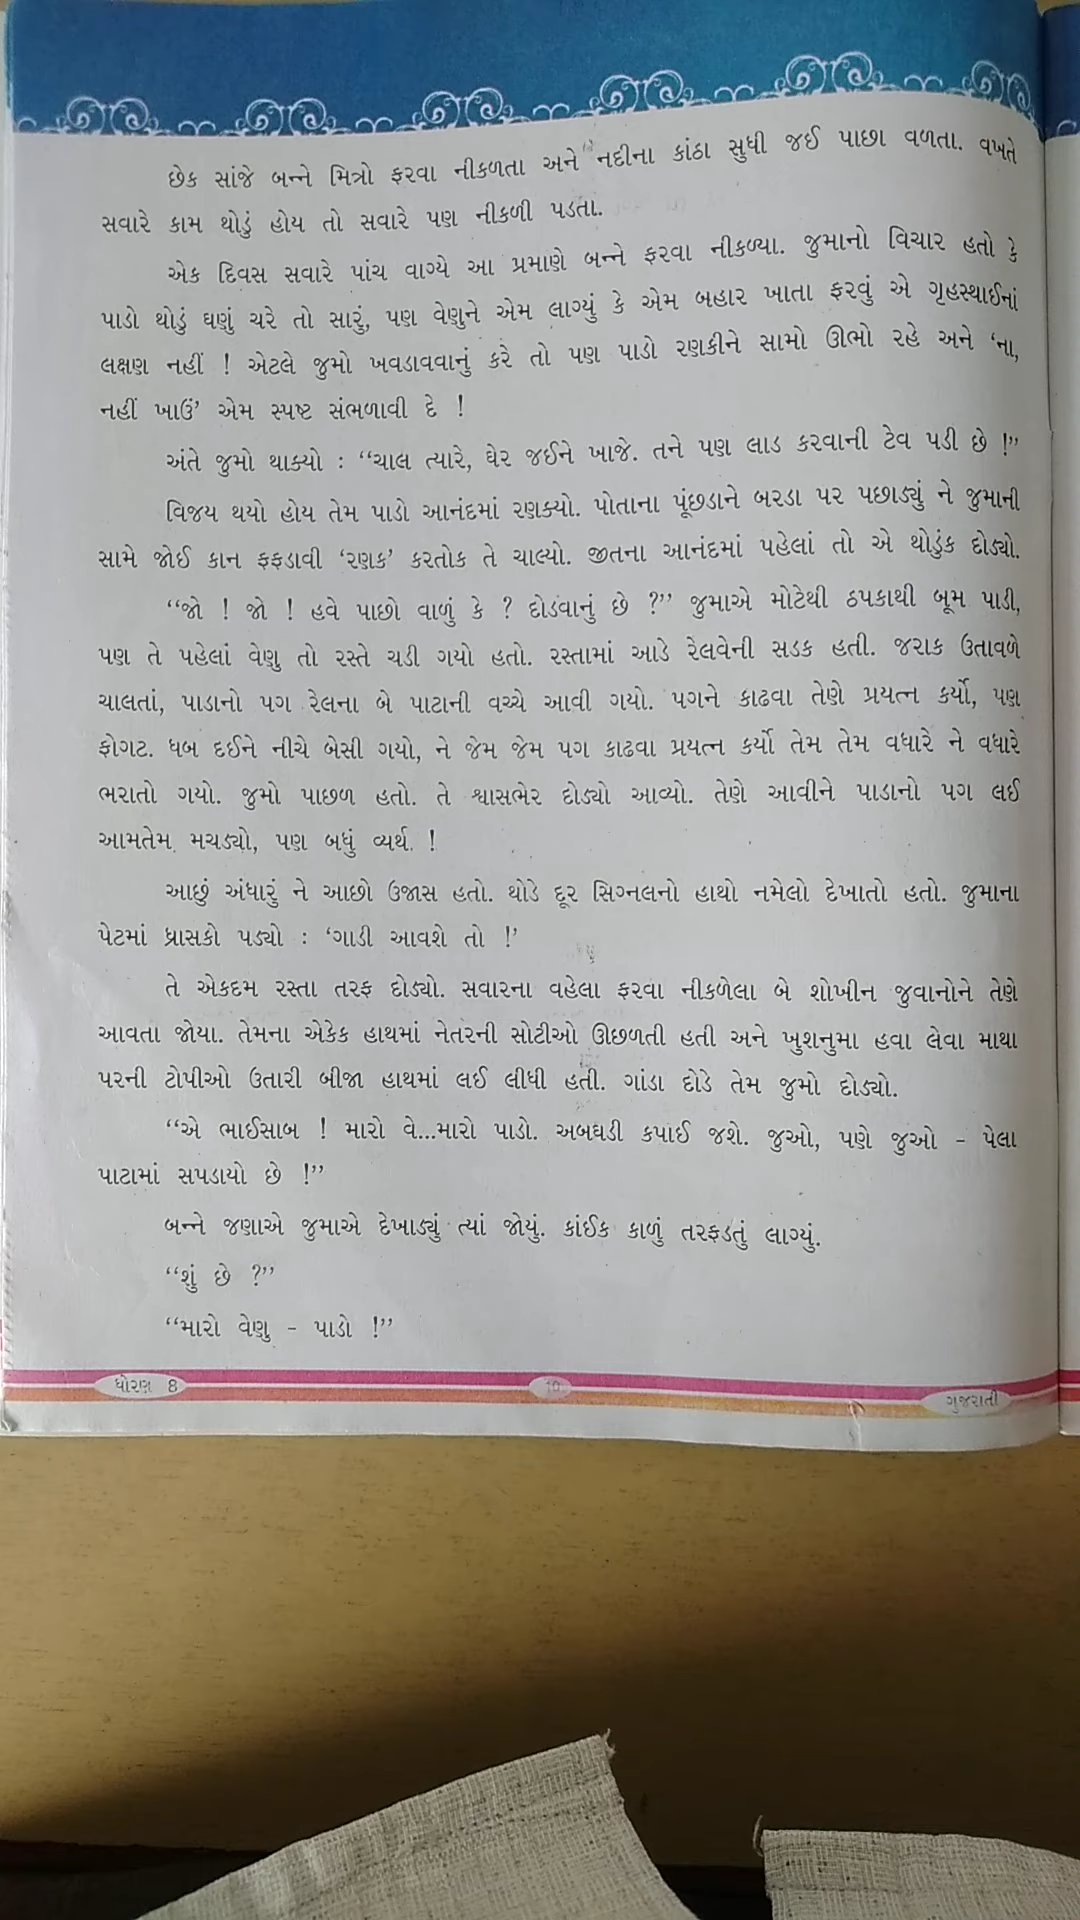 છેક સાંજે બન્ને મિત્રો ફરવા નીકળતા અને નદીના કાંઠા સુધી જઈ પાછા વળતા. વખતે
સવારે કામ થોડું હોય તો સવારે પણ નીકળી પડતા.
એક દિવસ સવારે પાંચ વાગ્યે આ પ્રમાણે બન્ને ફરવા નીકળ્યા. જુમાનો વિચાર હતો કે
પાડો થોડું ઘણું ચરે તો સારું, પણ વેણુને એમ લાગ્યું કે એમ બહાર ખાતા ફરવું એ ગૃહસ્થાઈનાં
લક્ષણ નહીં ! એટલે જુમો ખવડાવવાનું કરે તો પણ પાડો રણકીને સામો ઊભો રહે અને ‘ના,
નહીં ખાઉં’ એમ સ્પષ્ટ સંભળાવી દે !
અંતે જુમો થાક્યો : “ચાલ ત્યારે, ઘેર જઈને ખાજે. તને પણ લાડ કરવાની ટેવ પડી છે !”
વિજય થયો હોય તેમ પાડો આનંદમાં રણક્યો. પોતાના પૂંછડાને બરડા પર પછાડ્યું ને જુમાની
સામે જોઈ કાન ફફડાવી ‘રણક’ કરતોક તે ચાલ્યો. જીતના આનંદમાં પહેલાં તો એ થોડુંક દોડ્યો.
“જો ! જો ! હવે પાછો વાળું કે ? દોડવાનું છે ?” જુમાએ મોટેથી ઠપકાથી બૂમ પાડી,
પણ તે પહેલાં વેણુ તો રસ્તે ચડી ગયો હતો. રસ્તામાં આડે રેલવેની સડક હતી. જરાક ઉતાવળે
ચાલતાં, પાડાનો પગ રેલના બે પાટાની વચ્ચે આવી ગયો. પગને કાઢવા તેણે પ્રયત્ન કર્યો, પણ
ફોગટ. ધબ દઈને નીચે બેસી ગયો, ને જેમ જેમ પગ કાઢવા પ્રયત્ન કર્યો તેમ તેમ વધારે ને વધારે
ભરાતો ગયો. જુમો પાછળ હતો. તે શ્વાસભેર દોડ્યો આવ્યો. તેણે આવીને પાડાનો પગ લઈ
આમતેમ મચડ્યો, પણ બધું વ્યર્થ !
આછું અંધારું ને આછો ઉજાસ હતો. થોડે દૂર સિગ્નલનો હાથો નમેલો દેખાતો હતો. જુમાના
પેટમાં ધ્રાસકો પડ્યો : ‘ગાડી આવશે તો !’
તે એકદમ રસ્તા તરફ દોડ્યો. સવારના વહેલા ફરવા નીકળેલા બે શોખીન જુવાનોને તેણે
આવતા જોયા. તેમના એકેક હાથમાં નેતરની સોટીઓ ઊછળતી હતી અને ખુશનુમા હવા લેવા માથા
પરની ટોપીઓ ઉતારી બીજા હાથમાં લઈ લીધી હતી. ગાંડા દોડે તેમ જુમો દોડ્યો.
“એ ભાઈસાબ ! મારો વે...મારો પાડો. અબઘડી કપાઈ જશે. જુઓ, પણે જુઓ – પેલા
પાટામાં સપડાયો છે !”
બન્ને જણાએ જુમાએ દેખાડ્યું ત્યાં જોયું. કાંઈક કાળું તરફડતું લાગ્યું.
“શું છે ?”
“મારો વેણુ – પાડો !”
ધોરણ 8
10
ગુજરાતી